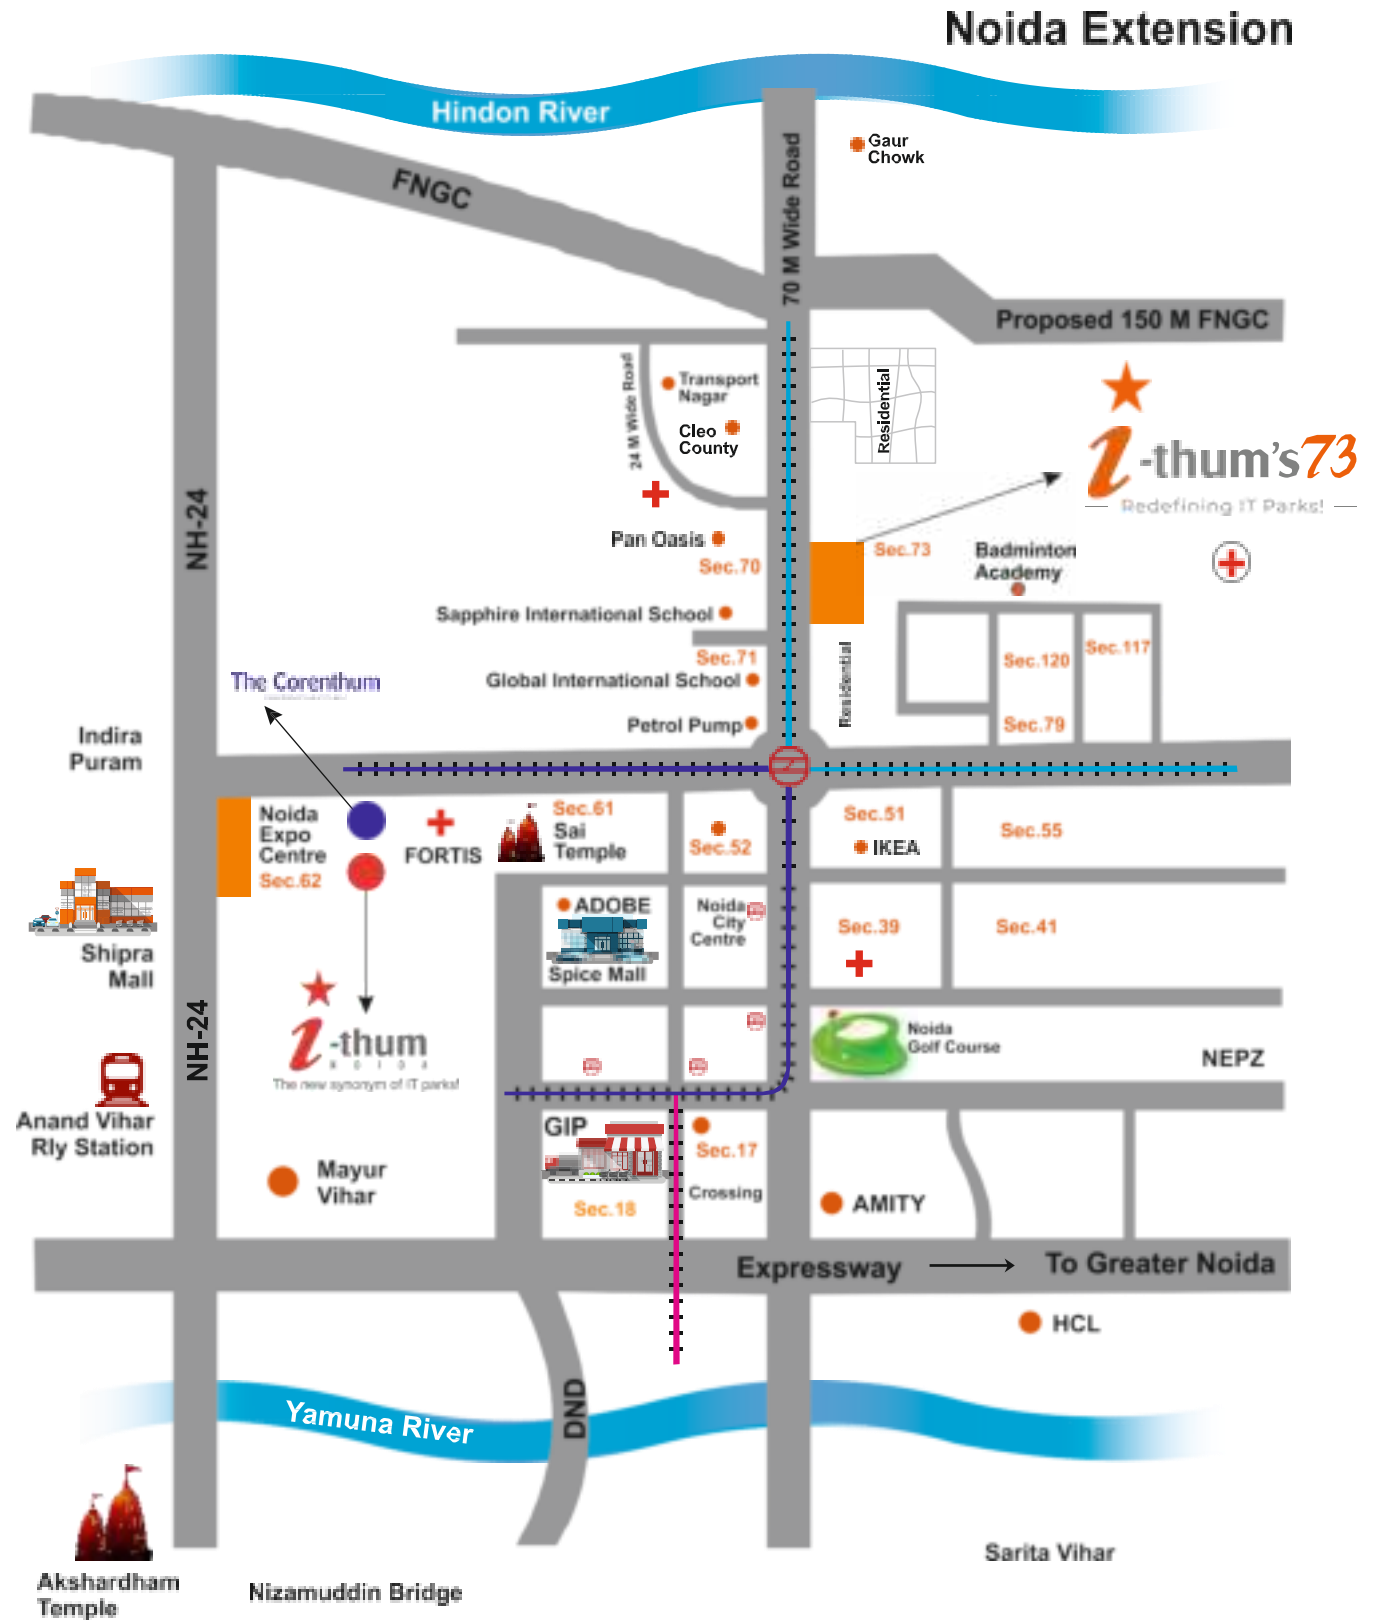 Noida Extension
Hindon River
Gaur
Chowk
FNGC
70 M Wide Road
Proposed 150 M FNGC
24 M Wide Road
Transport
Nagar
Cleo
County
Residential
i-thum's73
Redefining IT Parks!
NH-24
Pan Oasis
Sec.70
Sec.73
Badminton
Academy
Sapphire International School
Sec.71
Global International School
Residential
Sec.120
Sec.117
The Corenthum
Petrol Pump
Sec.79
Indira
Puram
Noida
Expo
Centre
Sec.62
FORTIS
Sec.61
Sai
Temple
Sec.52
Sec.51
IKEA
Sec.55
Shipra
Mall
ADOBE
Spice Mall
Noida
City
Centre
Sec.39
Sec.41
NH-24
i-thum
NOIDA
The new synonym of IT parks!
Noida
Golf Course
NEPZ
Anand Vihar
Rly Station
GIP
Sec.17
Mayur
Vihar
Sec.18
Crossing
AMITY
Expressway
To Greater Noida
HCL
DND
Yamuna River
Akshardham
Temple
Nizamuddin Bridge
Sarita Vihar